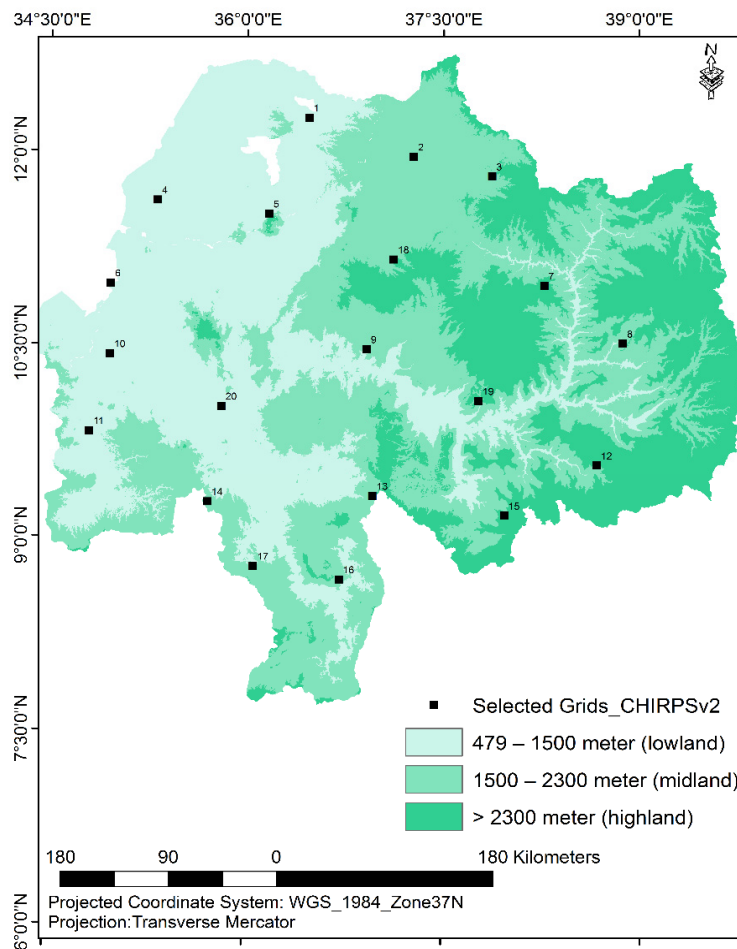 34°30'0"E 36°0'0"E 37°30'0"E 39°0'0"E
N
12°0'0"N
10°30'0"N
9°0'0"N
7°30'0"N
6°0'0"N
1
2
3
4
5
18
6
7
10
9
8
20
19
11
12
13
14
15
17
16
Selected Grids_CHIRPSv2
479 – 1500 meter (lowland)
1500 – 2300 meter (midland)
> 2300 meter (highland)
180 90 0 180 Kilometers
Projected Coordinate System: WGS_1984_Zone37N
Projection:Transverse Mercator